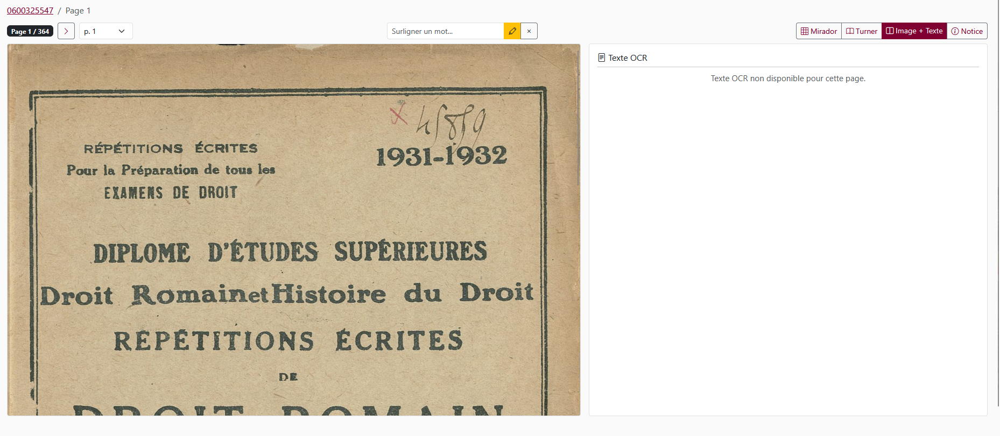 0600325547 / Page 1
Page 1 / 364
p. 1
Surligner un mot...
×
Mirador
Turner
Image + Texte
Notice
45859
RÉPÉTITIONS ÉCRITES
1931-1932
Pour la Préparation de tous les
EXAMENS DE DROIT
DIPLOME D'ÉTUDES SUPÉRIEURES
Droit Romain et Histoire du Droit
RÉPÉTITIONS ÉCRITES
DE
DROIT ROMAIN
Texte OCR
Texte OCR non disponible pour cette page.